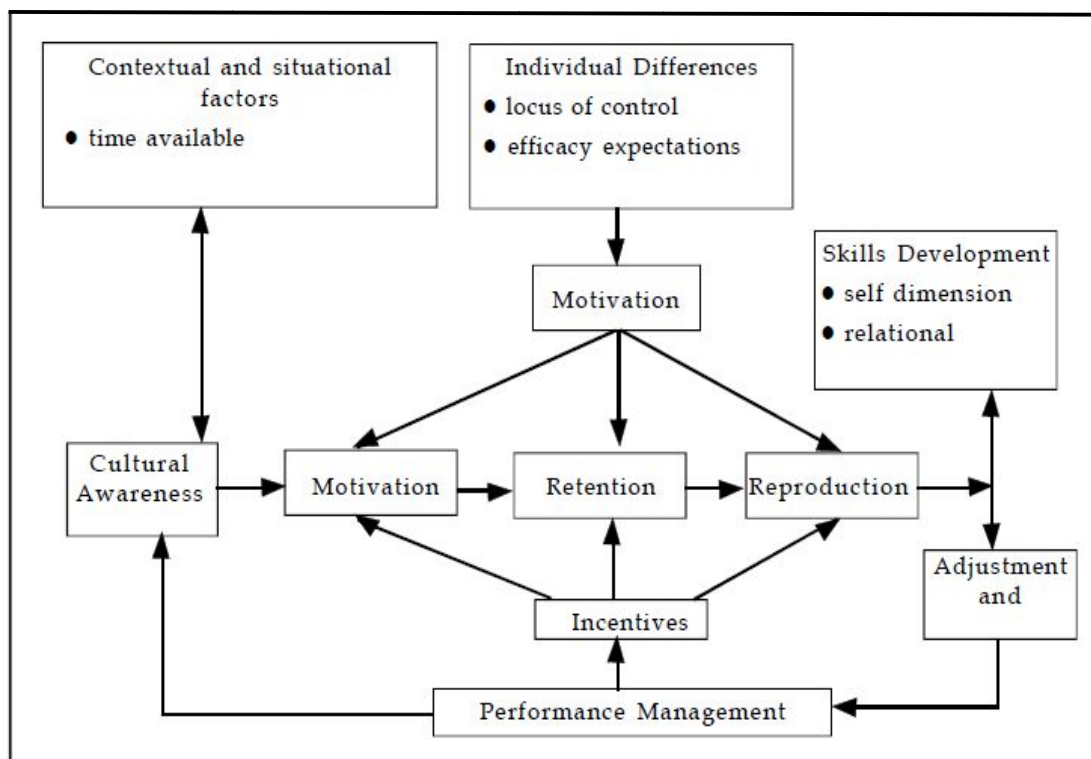 Contextual and situational
factors
● time available
Individual Differences
● locus of control
● efficacy expectations
Skills Development
● self dimension
● relational
Motivation
Cultural
Awareness
Motivation
Retention
Reproduction
Adjustment
and
Incentives
Performance Management